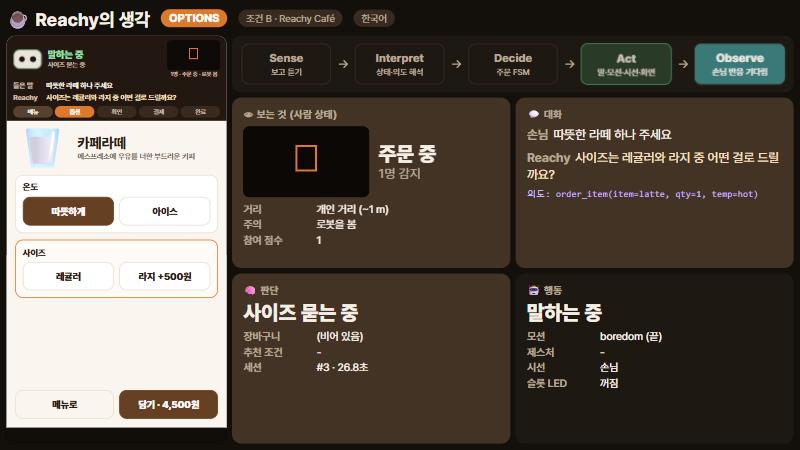 Reachy의 생각 OPTIONS 조건 B · Reachy Café 한국어
말하는 중
사이즈 묻는 중
1명 · 주문 중 · 로봇 봄
들은 말 따뜻한 라떼 하나 주세요
Reachy 사이즈는 레귤러와 라지 중 어떤 걸로 드릴까요?
메뉴 옵션 확인 결제 완료
카페라떼
에스프레소에 우유를 더한 부드러운 커피
온도
따뜻하게 아이스
사이즈
레귤러 라지 +500원
메뉴로 담기 · 4,500원
Sense → Interpret → Decide → Act → Observe
보고 듣기 상태·의도 해석 주문 FSM 말·모션·시선·화면 손님 반응 기다림
보는 것 (사람 상태)
주문 중
1명 감지
거리 개인 거리 (~1 m)
주의 로봇을 봄
참여 점수 1
대화
손님 따뜻한 라떼 하나 주세요
Reachy 사이즈는 레귤러와 라지 중 어떤 걸로 드릴
까요?
의도: order_item(item=latte, qty=1, temp=hot)
판단
사이즈 묻는 중
장바구니 (비어 있음)
추천 조건 -
세션 #3 · 26.8초
행동
말하는 중
모션 boredom (끝)
제스처 -
시선 손님
슬롯 LED 꺼짐